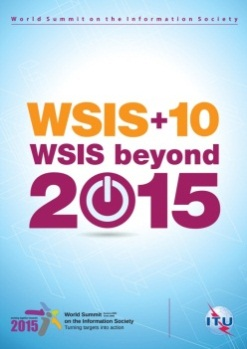 World Summit on the Information Society
WSIS+10
WSIS beyond
2015
2015
World Summit
on the Information Society
Turning targets into action
ITU